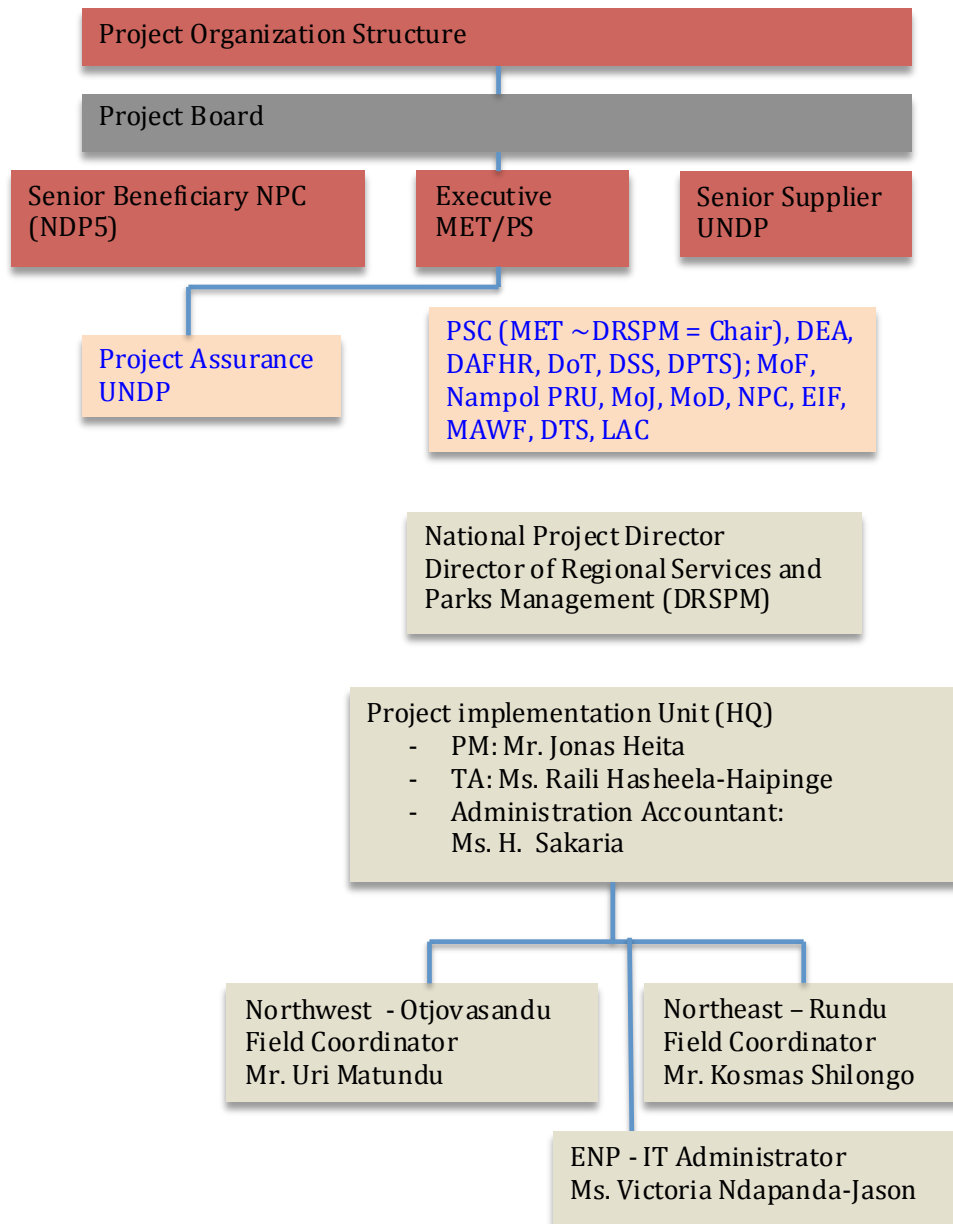 Project Organization Structure
Project Board
Senior Beneficiary NPC
(NDP5)
Executive
MET/PS
Senior Supplier
UNDP
Project Assurance
UNDP
PSC (MET ~DRSPM = Chair), DEA,
DAFHR, DoT, DSS, DPTS); MoF,
Nampol PRU, MoJ, MoD, NPC, EIF,
MAWF, DTS, LAC
National Project Director
Director of Regional Services and
Parks Management (DRSPM)
Project implementation Unit (HQ)
- PM: Mr. Jonas Heita
- TA: Ms. Raili Hasheela-Haipinge
- Administration Accountant:
Ms. H. Sakaria
Northwest - Otjovasandu
Field Coordinator
Mr. Uri Matundu
Northeast – Rundu
Field Coordinator
Mr. Kosmas Shilongo
ENP - IT Administrator
Ms. Victoria Ndapanda-Jason